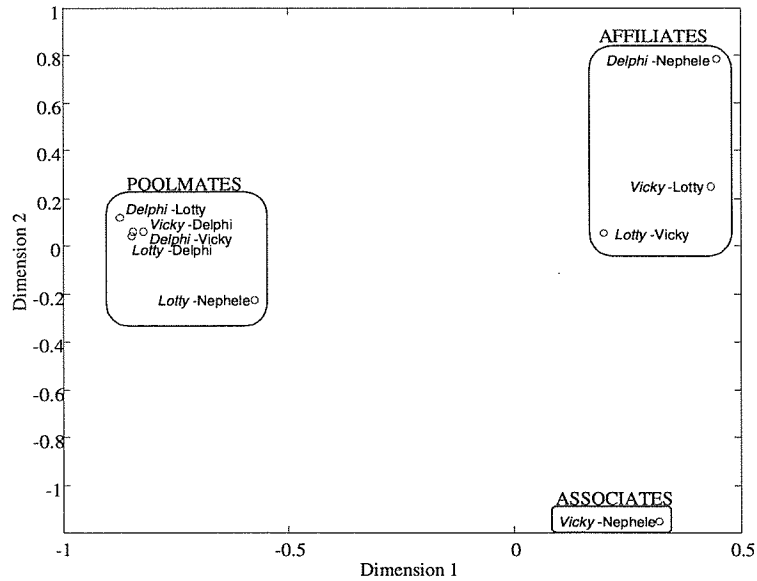 1
AFFILIATES
0.8
Delphi -Nephele
0.6
0.4
POOLMATES
Vicky-Lotty
0.2
Delphi -Lotty
Vicky -Delphi
Delphi -Vicky
Lotty -Vicky
0
Lotty -Delphi
Dimension 2
-0.2
Lotty -Nephele
-0.4
-0.6
-0.8
-1
ASSOCIATES
Vicky -Nephele
-1
-0.5
0
0.5
Dimension 1